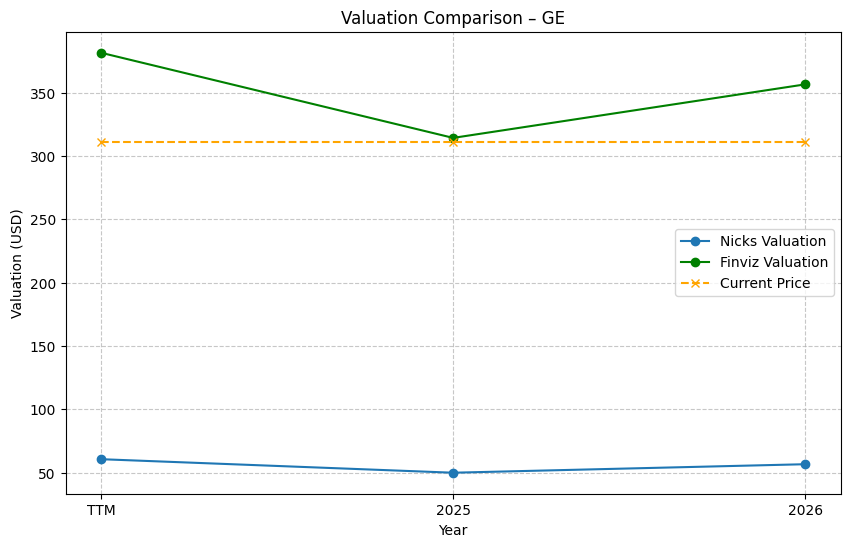 Valuation Comparison – GE
Valuation (USD)
350
300
250
200
150
100
50
Nicks Valuation
Finviz Valuation
Current Price
TTM
2025
2026
Year